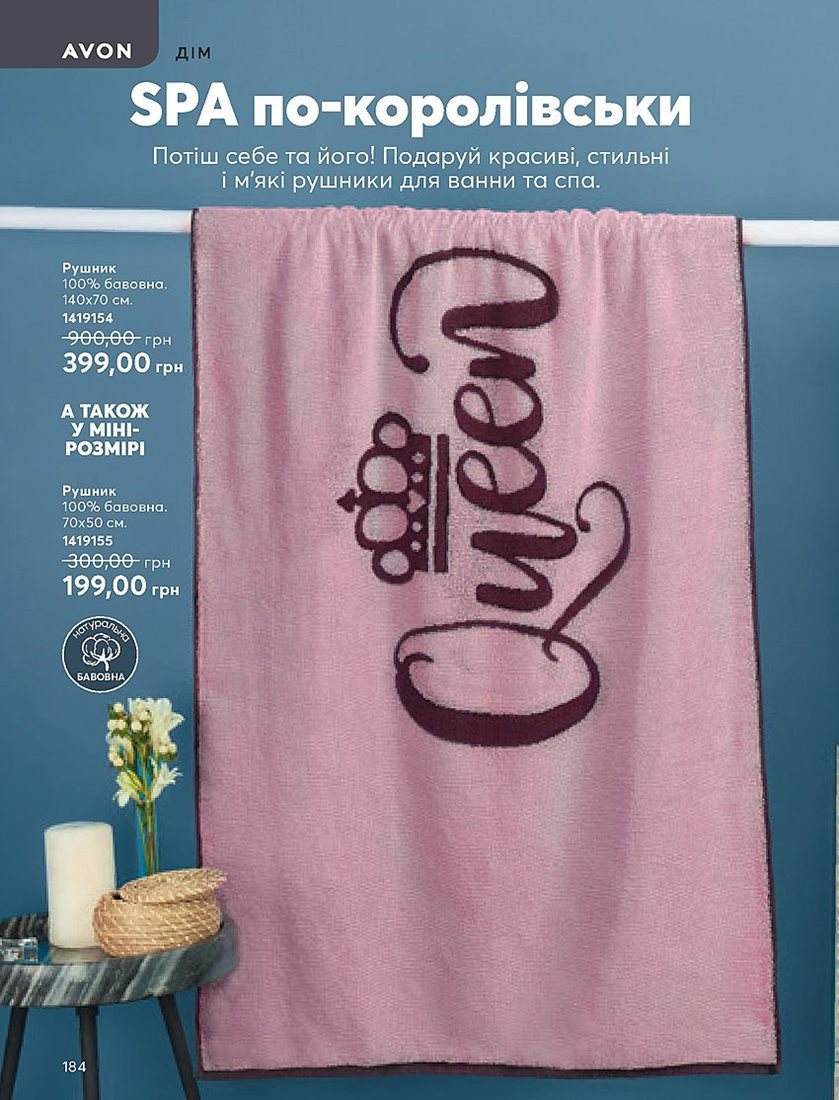 AVON ДІМ
SPA по-королівськи
Потіш себе та його! Подаруй красиві, стильні
і м'які рушники для ванни та спа.
Рушник
100% бавовна.
140х70 см.
1419154
900,00 грн
399,00 грн
А ТАКОЖ
У МІНІ-
РОЗМІРІ
Рушник
100% бавовна.
70х50 см.
1419155
300,00 грн
199,00 грн
натуральна
БАВОВНА
Queen
184